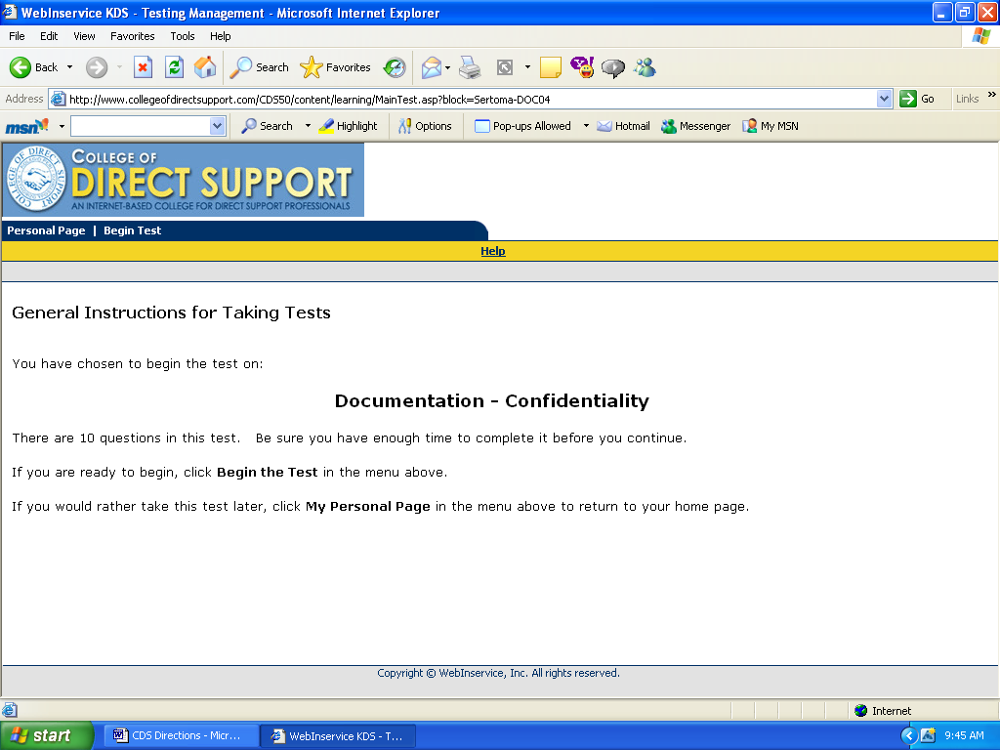 WebInservice KDS - Testing Management - Microsoft Internet Explorer
File Edit View Favorites Tools Help
Back Search Favorites
Address http://www.collegeofdirectsupport.com/CDS50/content/learning/MainTest.asp?block=Sertoma-DOC04 Go Links »
msn Search Highlight Options Pop-ups Allowed Hotmail Messenger My MSN
COLLEGE OF DIRECT SUPPORT
COLLEGE OF
DIRECT SUPPORT
AN INTERNET-BASED COLLEGE FOR DIRECT SUPPORT PROFESSIONALS
Personal Page | Begin Test
Help
General Instructions for Taking Tests
You have chosen to begin the test on:
Documentation - Confidentiality
There are 10 questions in this test. Be sure you have enough time to complete it before you continue.
If you are ready to begin, click Begin the Test in the menu above.
If you would rather take this test later, click My Personal Page in the menu above to return to your home page.
Copyright © WebInservice, Inc. All rights reserved.
Internet
start CDS Directions - Micr... WebInservice KDS - T... 9:45 AM